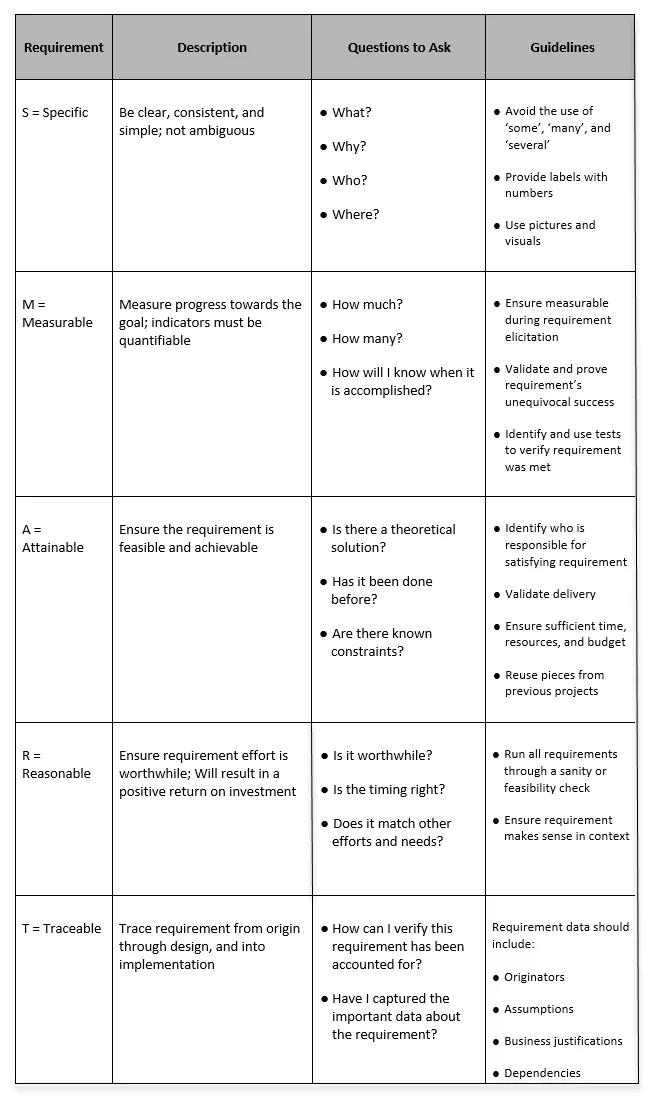 Requirement
Description
Questions to Ask
Guidelines
S = Specific
Be clear, consistent, and
simple; not ambiguous
● What?
● Why?
● Who?
● Where?
● Avoid the use of
‘some’, ‘many’, and
‘several’
● Provide labels with
numbers
● Use pictures and
visuals
M =
Measurable
Measure progress towards the
goal; indicators must be
quantifiable
● How much?
● How many?
● How will I know when it
is accomplished?
● Ensure measurable
during requirement
elicitation
● Validate and prove
requirement’s
unequivocal success
● Identify and use tests
to verify requirement
was met
A =
Attainable
Ensure the requirement is
feasible and achievable
● Is there a theoretical
solution?
● Has it been done
before?
● Are there known
constraints?
● Identify who is
responsible for
satisfying requirement
● Validate delivery
● Ensure sufficient time,
resources, and budget
● Reuse pieces from
previous projects
R =
Reasonable
Ensure requirement effort is
worthwhile; Will result in a
positive return on investment
● Is it worthwhile?
● Is the timing right?
● Does it match other
efforts and needs?
● Run all requirements
through a sanity or
feasibility check
● Ensure requirement
makes sense in context
T = Traceable
Trace requirement from origin
through design, and into
implementation
● How can I verify this
requirement has been
accounted for?
● Have I captured the
important data about
the requirement?
Requirement data should
include:
● Originators
● Assumptions
● Business justifications
● Dependencies